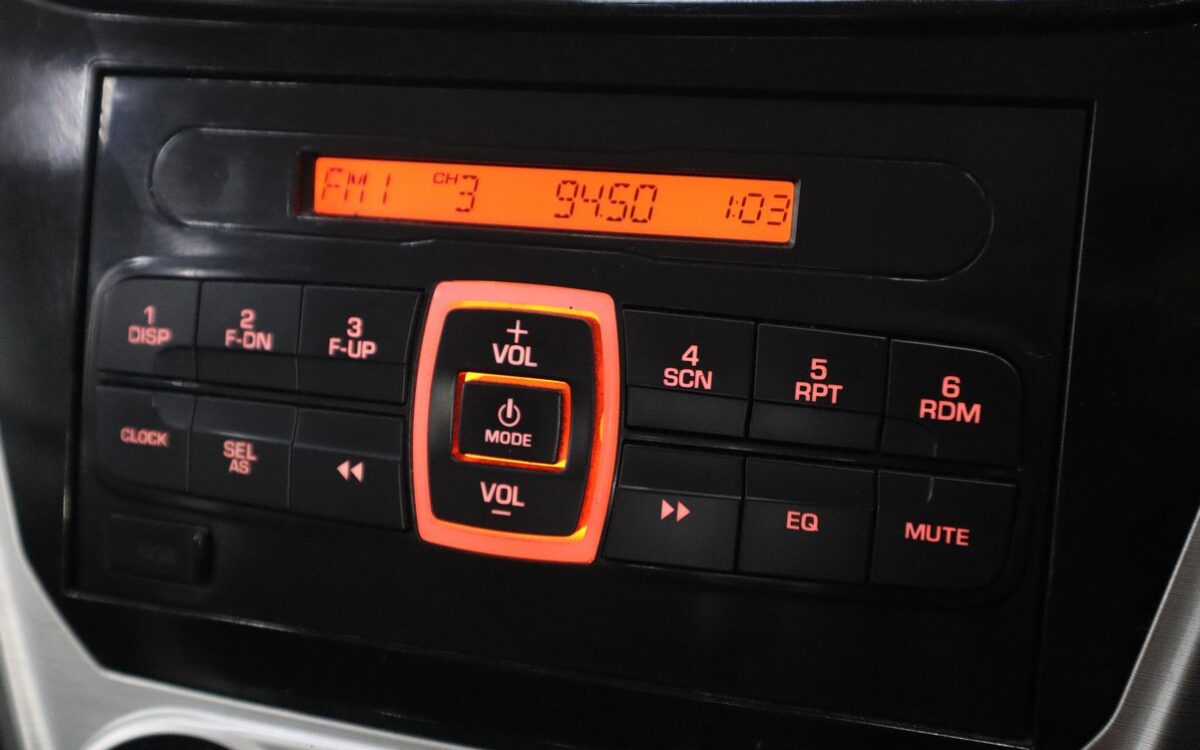 FM1 CH 3 94.50 1:03
1 2 3
DISP F-DN F-UP
+
VOL
4 5 6
SCN RPT RDM
MODE
CLOCK SEL
AS
VOL
−
EQ MUTE